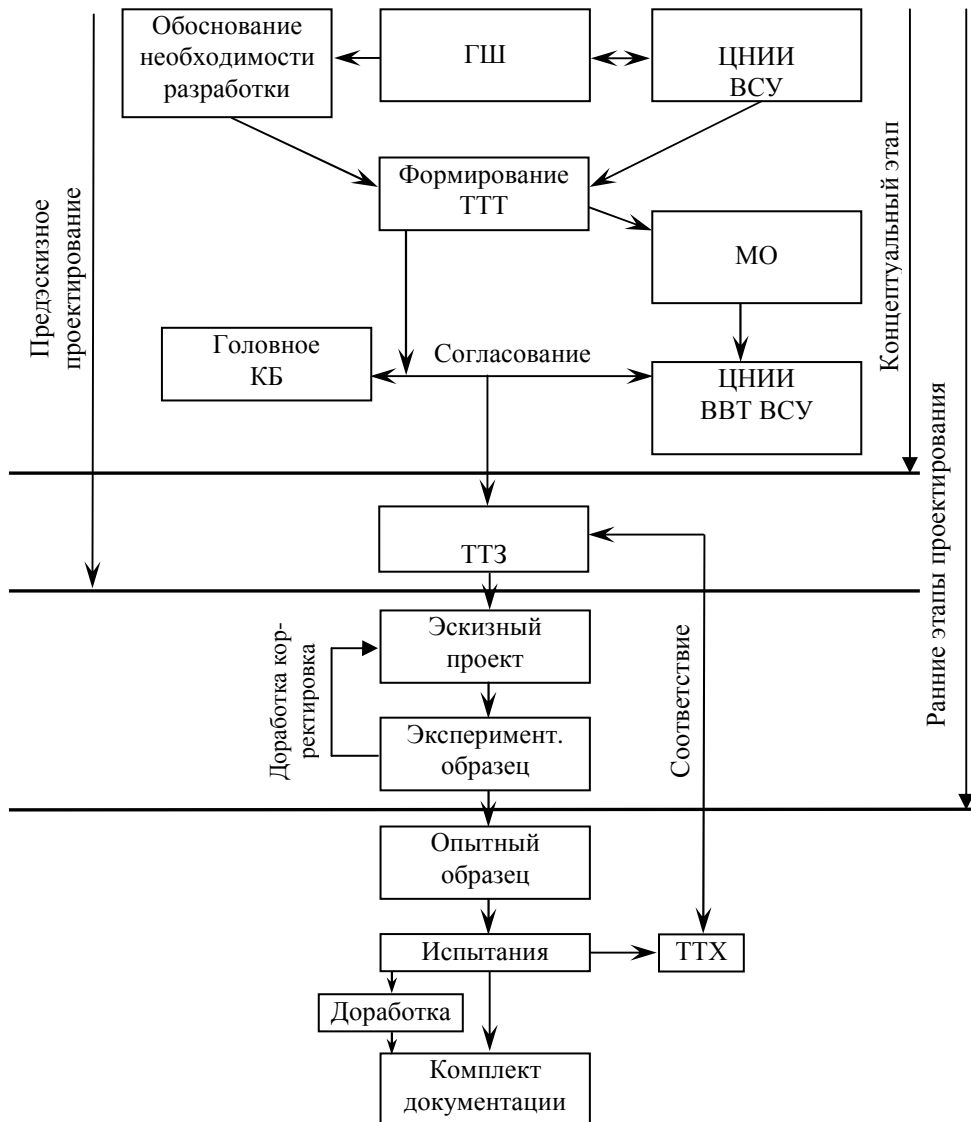 Обоснование
необходимости
разработки
ГШ
ЦНИИ
ВСУ
Формирование
ТТТ
МО
Головное
КБ
Согласование
ЦНИИ
ВВТ ВСУ
Предэскизное
проектирование
Концептуальный этап
Ранние этапы проектирования
ТТЗ
Эскизный
проект
Доработка кор-
ректировка
Эксперимент.
образец
Соответствие
Опытный
образец
Испытания
ТТХ
Доработка
Комплект
документации